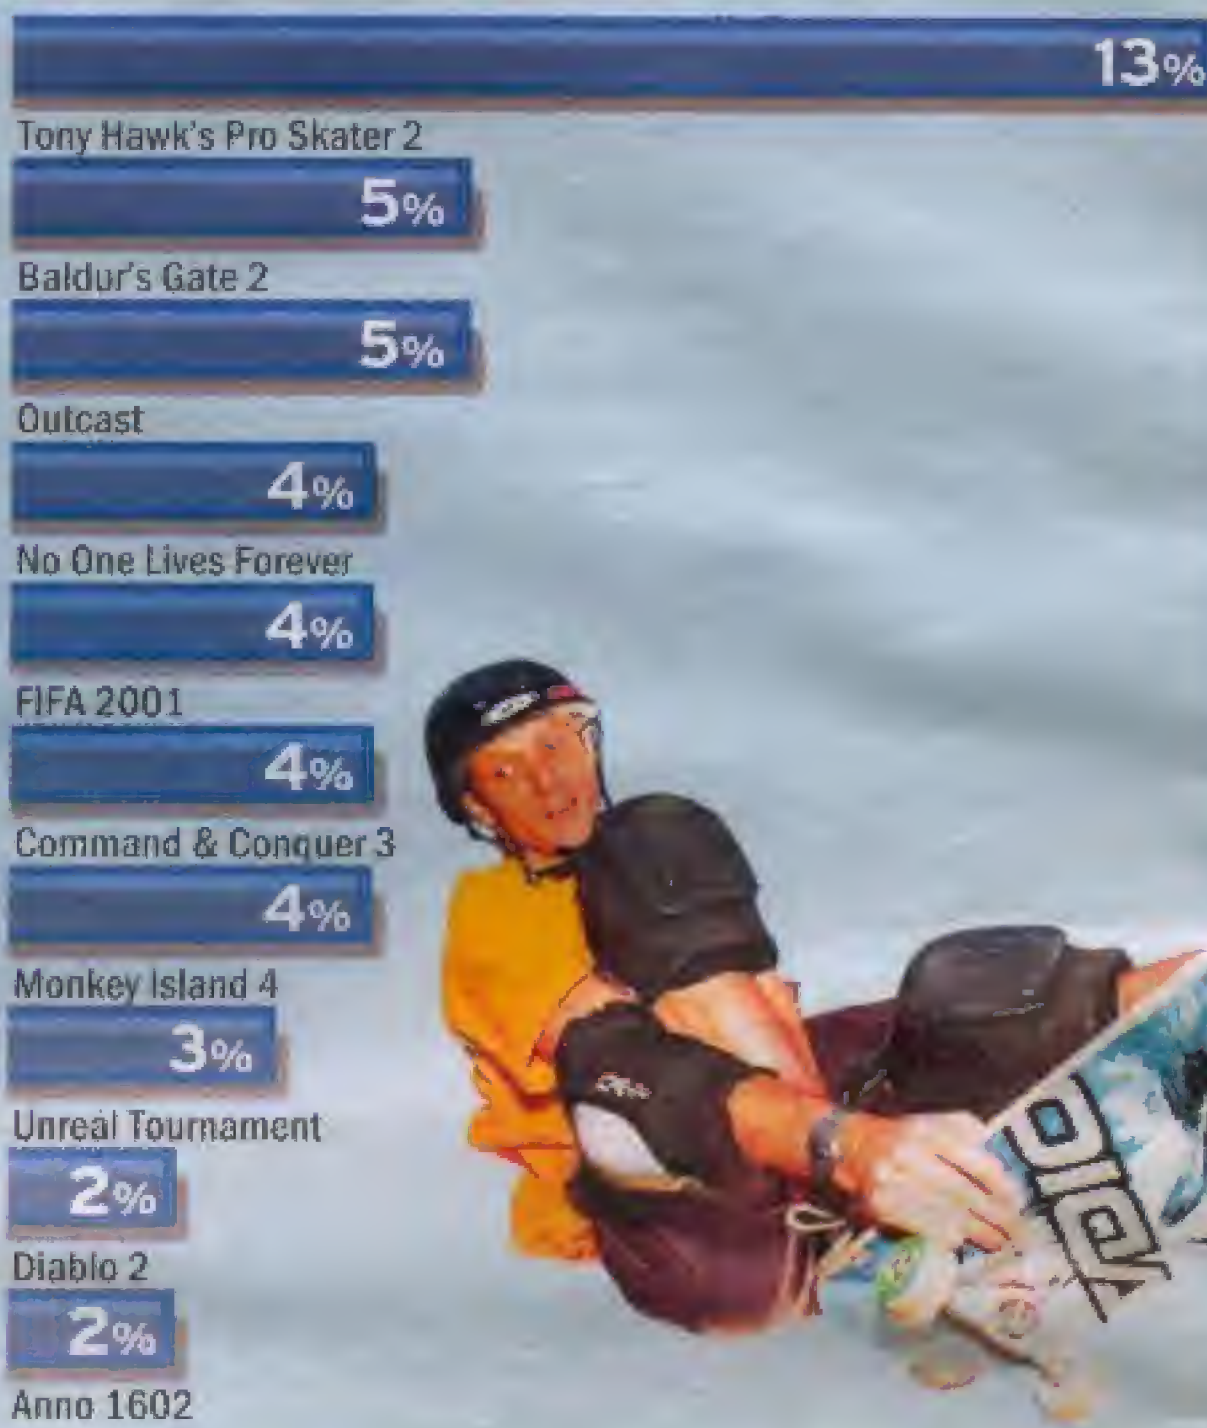 13%
Tony Hawk's Pro Skater 2
5%
Baldur's Gate 2
5%
Outcast
4%
No One Lives Forever
4%
FIFA 2001
4%
Command & Conquer 3
4%
Monkey Island 4
3%
Unreal Tournament
2%
Diablo 2
2%
Anno 1602